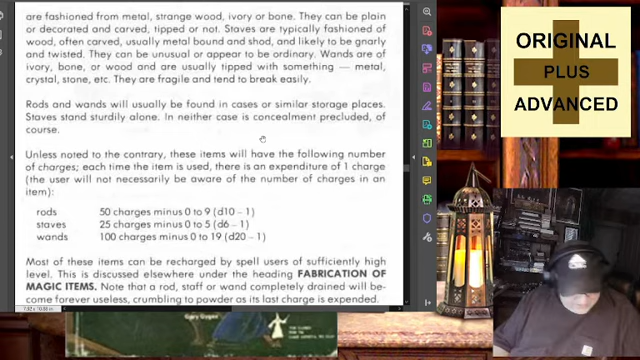 are fashioned from metal, strange wood, ivory or bone. They can be plain
or decorated and carved, tipped or not. Staves are typically fashioned of
wood, often carved, usually metal bound and shod, and likely to be gnarly
and twisted. They can be unusual or appear to be ordinary. Wands are of
ivory, bone, or wood and are usually tipped with something — metal,
crystal, stone, etc. They are fragile and tend to break easily.
Rods and wands will usually be found in cases or similar storage places.
Staves stand sturdily alone. In neither case is concealment precluded, of
course.
Unless noted to the contrary, these items will have the following number
of charges; each time the item is used, there is an expenditure of 1 charge
(the user will not necessarily be aware of the number of charges in an
item):
rods 50 charges minus 0 to 9 (d10 – 1)
staves 25 charges minus 0 to 5 (d6 – 1)
wands 100 charges minus 0 to 19 (d20 – 1)
Most of these items can be recharged by spell users of sufficiently high
level. This is discussed elsewhere under the heading FABRICATION OF
MAGIC ITEMS. Note that a rod, staff or wand completely drained will be-
come forever useless, crumbling to powder as its last charge is expended.
ORIGINAL
PLUS
ADVANCED